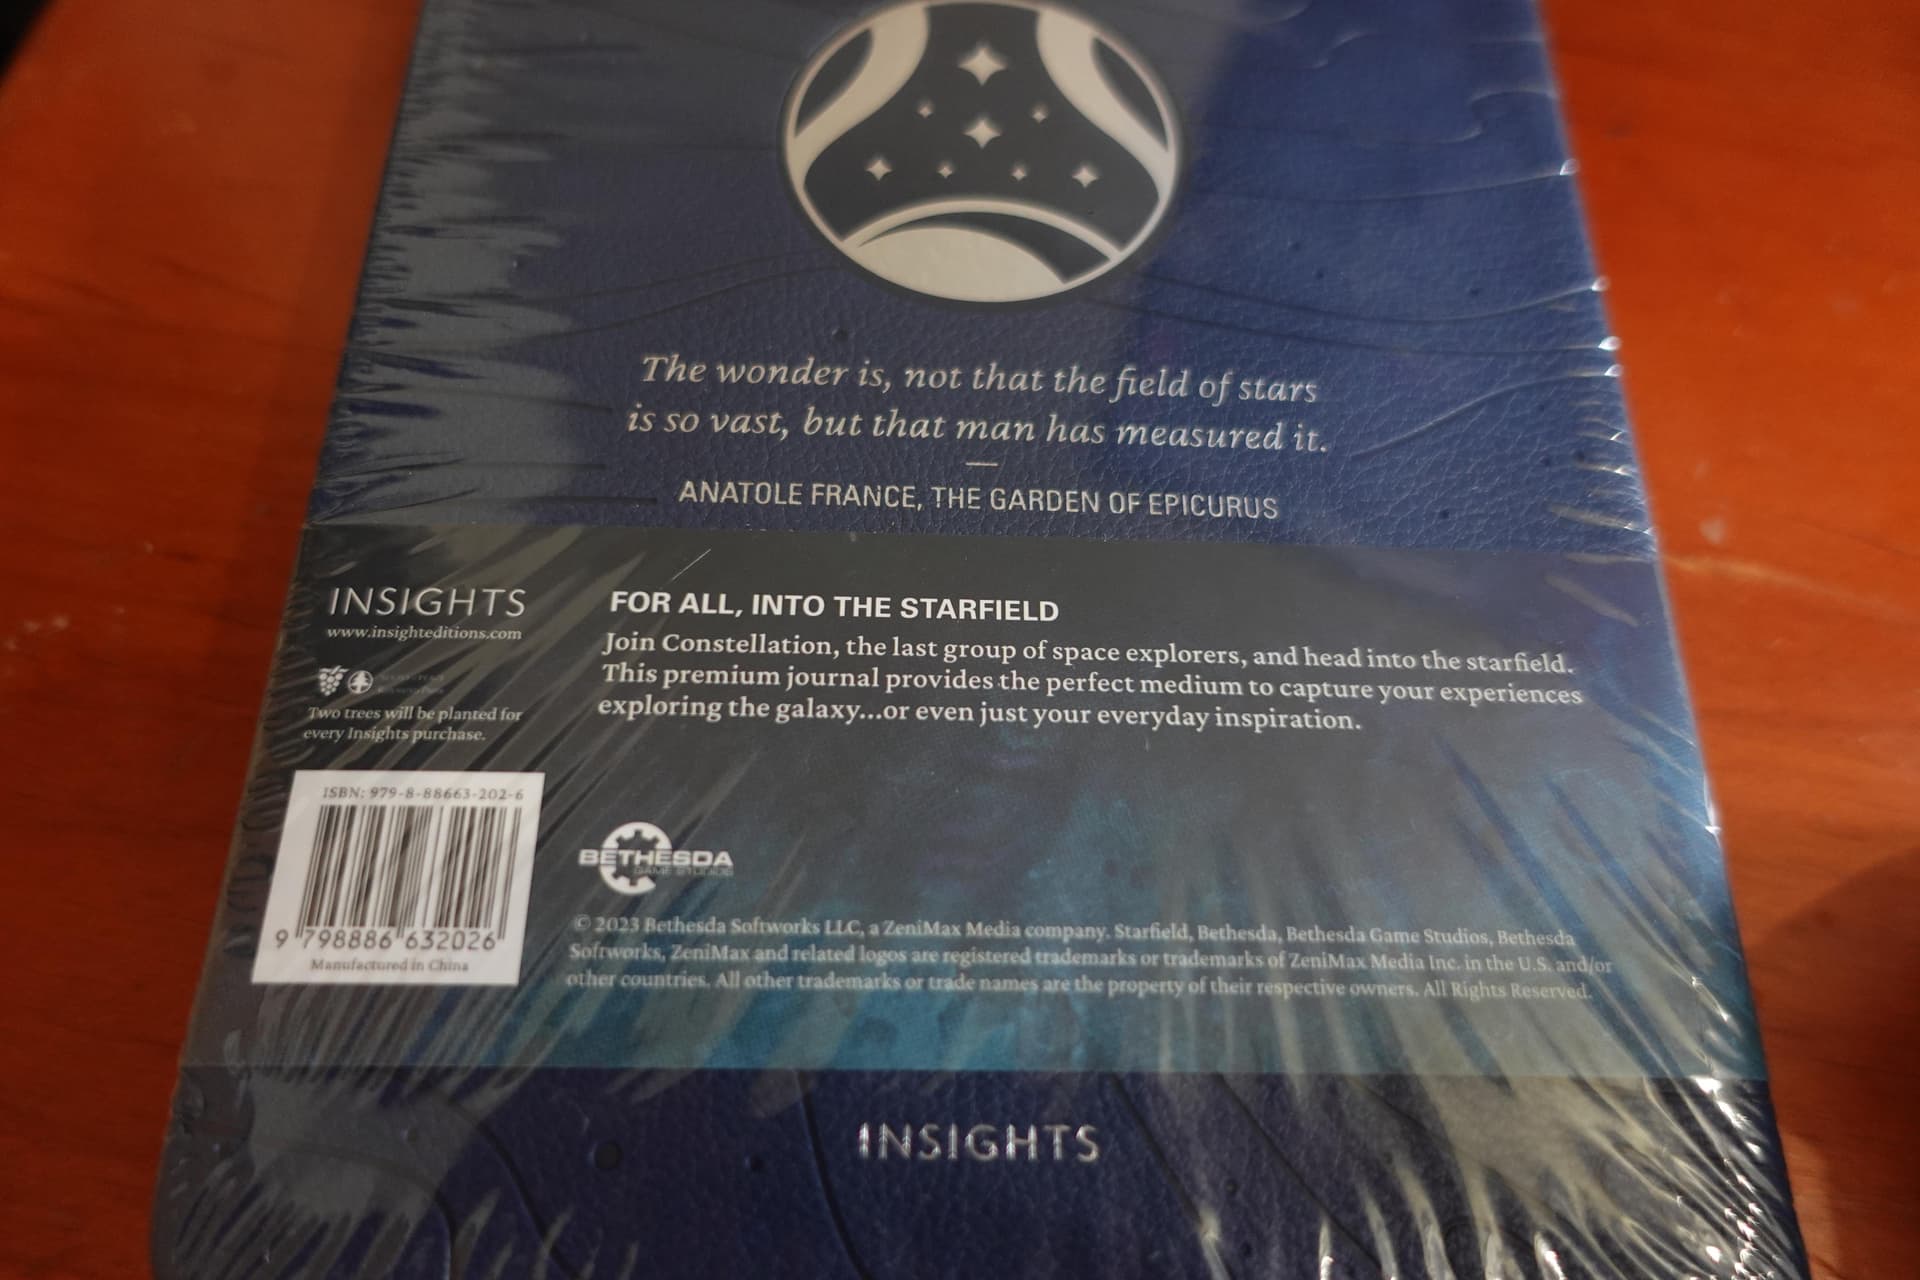 The wonder is, not that the field of stars
is so vast, but that man has measured it.
ANATOLE FRANCE, THE GARDEN OF EPICURUS
INSIGHTS
www.insighteditions.com
Two trees will be planted for
every Insights purchase.
FOR ALL, INTO THE STARFIELD
Join Constellation, the last group of space explorers, and head into the starfield.
This premium journal provides the perfect medium to capture your experiences
exploring the galaxy...or even just your everyday inspiration.
ISBN: 979-8-88663-202-6
9 798886 632026
Manufactured in China
BETHESDA
GAME STUDIOS
© 2023 Bethesda Softworks LLC, a ZeniMax Media company. Starfield, Bethesda, Bethesda Game Studios, Bethesda
Softworks, ZeniMax and related logos are registered trademarks or trademarks of ZeniMax Media Inc. in the U.S. and/or
other countries. All other trademarks or trade names are the property of their respective owners. All Rights Reserved.
INSIGHTS